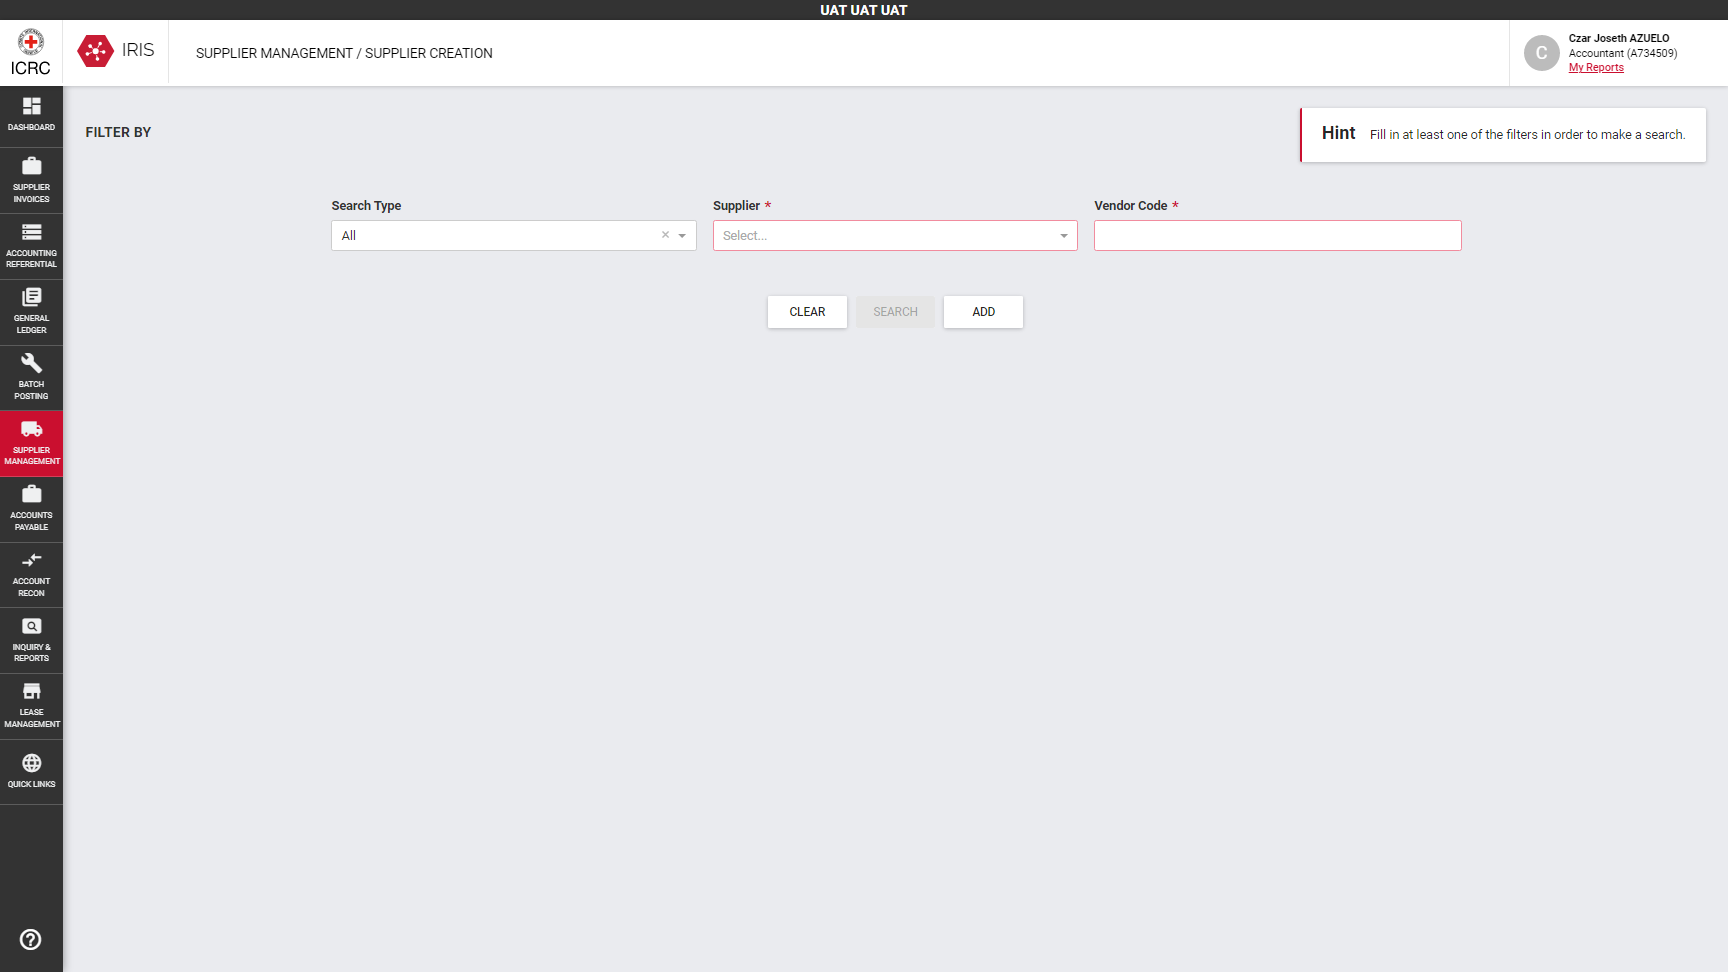 UAT UAT UAT
ICRC
IRIS
SUPPLIER MANAGEMENT / SUPPLIER CREATION
C
Czar Joseth AZUELO
Accountant (A734509)
My Reports
DASHBOARD
SUPPLIER
INVOICES
ACCOUNTING
REFERENTIAL
GENERAL
LEDGER
BATCH
POSTING
SUPPLIER
MANAGEMENT
ACCOUNTS
PAYABLE
ACCOUNT
RECON
INQUIRY &
REPORTS
LEASE
MANAGEMENT
QUICK LINKS
FILTER BY
Hint Fill in at least one of the filters in order to make a search.
Search Type
Supplier *
Vendor Code *
All
Select...
CLEAR
SEARCH
ADD